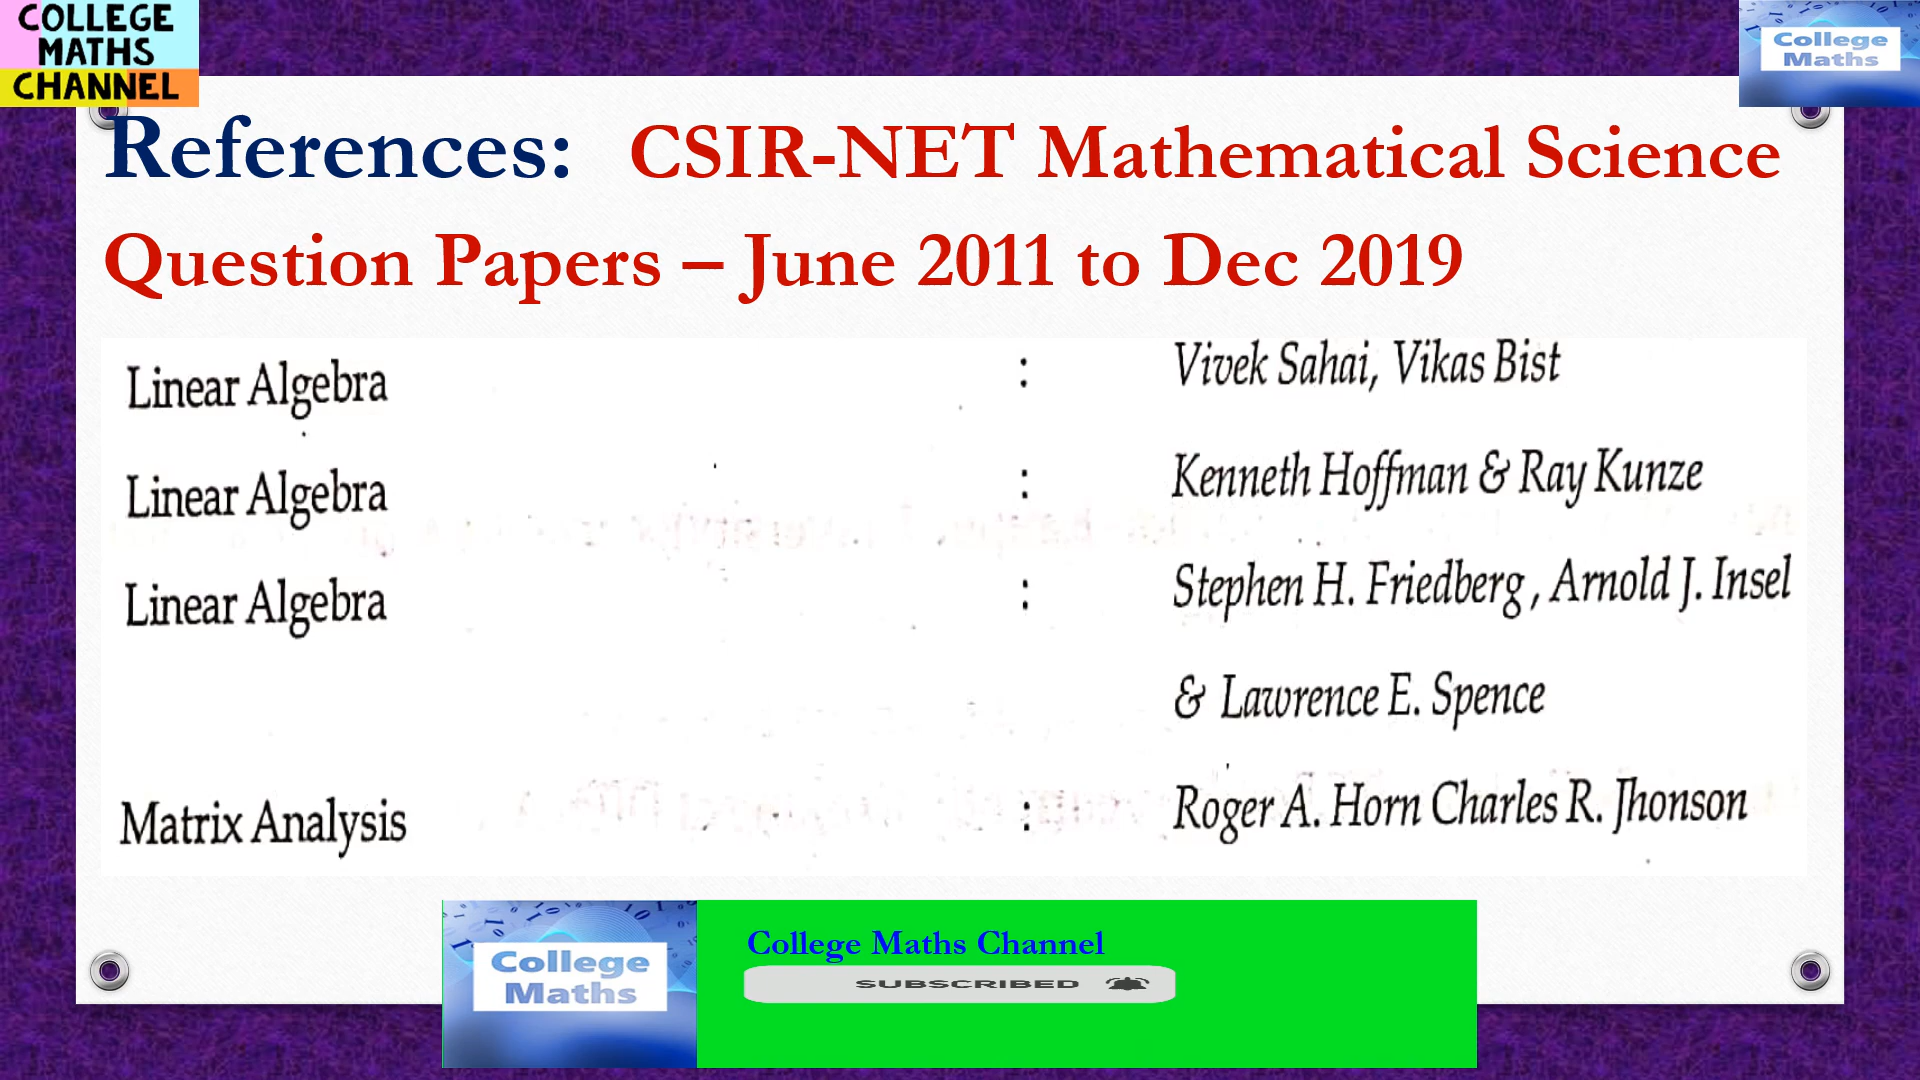 COLLEGE
MATHS
CHANNEL
College
Maths
References: CSIR-NET Mathematical Science
Question Papers – June 2011 to Dec 2019
Linear Algebra : Vivek Sahai, Vikas Bist
Linear Algebra : Kenneth Hoffman & Ray Kunze
Linear Algebra : Stephen H. Friedberg , Arnold J. Insel
& Lawrence E. Spence
Matrix Analysis : Roger A. Horn Charles R. Jhonson
College
Maths
College Maths Channel
SUBSCRIBED